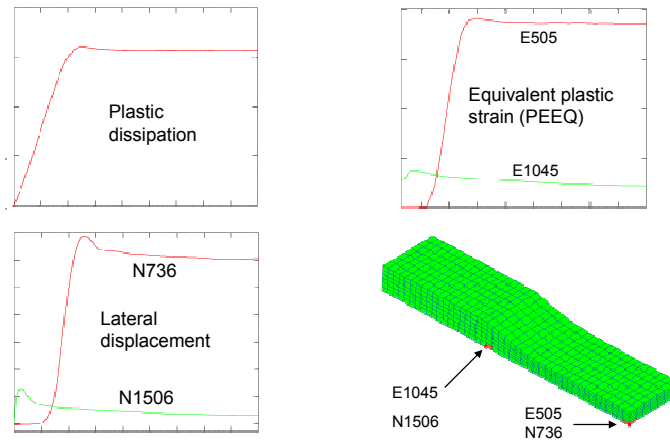 Plastic
dissipation
E505
Equivalent plastic
strain (PEEQ)
E1045
N736
Lateral
displacement
N1506
E1045
N1506
E505
N736